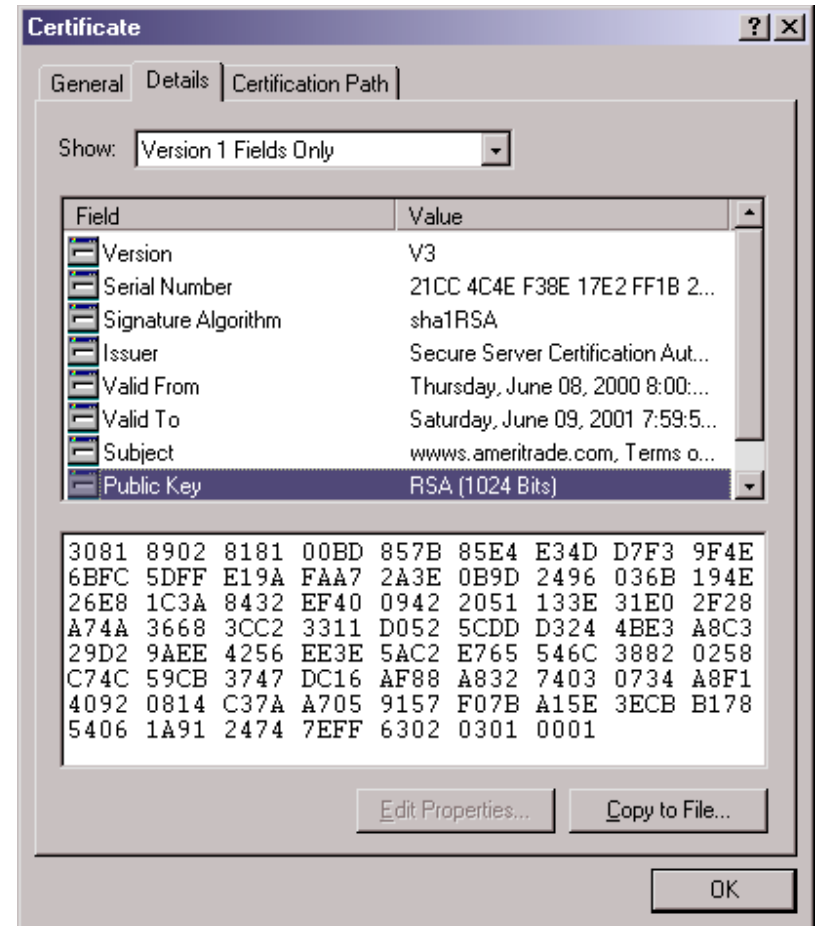 Certificate
General Details Certification Path
Show: Version 1 Fields Only
Field Value
Version V3
Serial Number 21CC 4C4E F38E 17E2 FF1B 2...
Signature Algorithm sha1RSA
Issuer Secure Server Certification Aut...
Valid From Thursday, June 08, 2000 8:00:...
Valid To Saturday, June 09, 2001 7:59:5...
Subject wwws.ameritrade.com, Terms o...
Public Key RSA (1024 Bits)
3081 8902 8181 00BD 857B 85E4 E34D D7F3 9F4E
6BFC 5DFF E19A FAA7 2A3E 0B9D 2496 036B 194E
26E8 1C3A 8432 EF40 0942 2051 133E 31E0 2F28
A74A 3668 3CC2 3311 D052 5CDD D324 4BE3 A8C3
29D2 9AEE 4256 EE3E 5AC2 E765 546C 3882 0258
C74C 59CB 3747 DC16 AF88 A832 7403 0734 A8F1
4092 0814 C37A A705 9157 F07B A15E 3ECB B178
5406 1A91 2474 7EFF 6302 0301 0001
Edit Properties... Copy to File...
OK